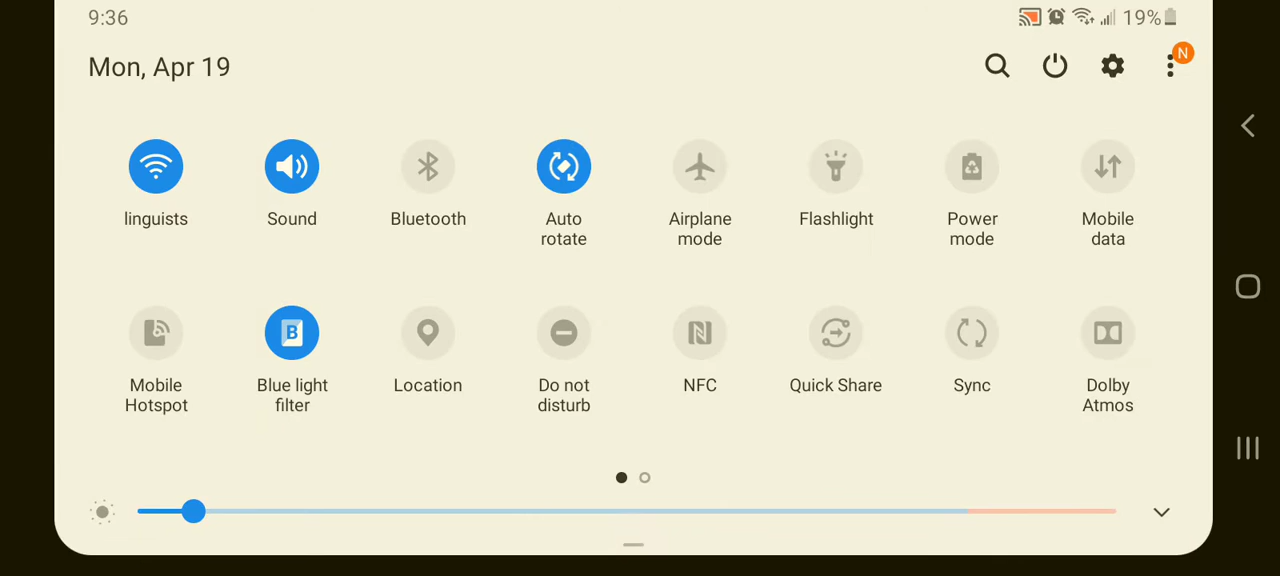 9:36
19%
Mon, Apr 19
N
linguists
Sound
Bluetooth
Auto
rotate
Airplane
mode
Flashlight
Power
mode
Mobile
data
Mobile
Hotspot
B
Blue light
filter
Location
Do not
disturb
NFC
Quick Share
Sync
Dolby
Atmos